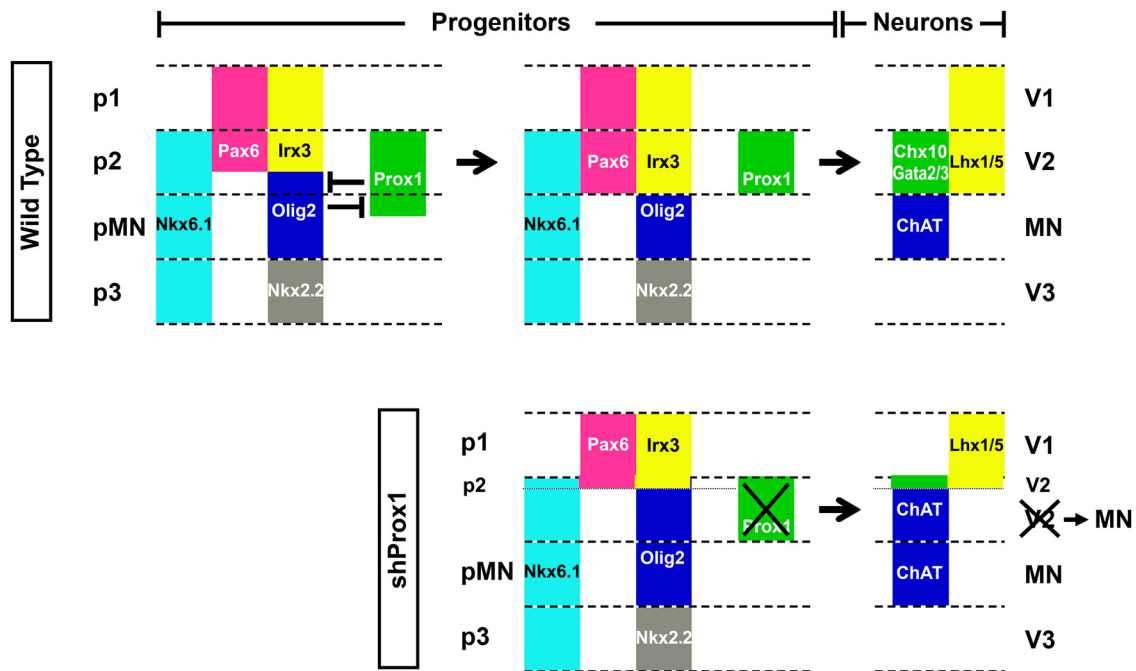 Progenitors
Neurons
Wild Type
p1
V1
p2
Pax6
Irx3
Prox1
Pax6
Irx3
Prox1
Chx10
Gata2/3
Lhx1/5
V2
pMN
Nkx6.1
Olig2
Nkx6.1
Olig2
ChAT
MN
p3
Nkx2.2
Nkx2.2
V3
shProx1
p1
Pax6
Irx3
Lhx1/5
V1
p2
V2
Prox1
ChAT
V2
MN
pMN
Nkx6.1
Olig2
ChAT
MN
p3
Nkx2.2
V3